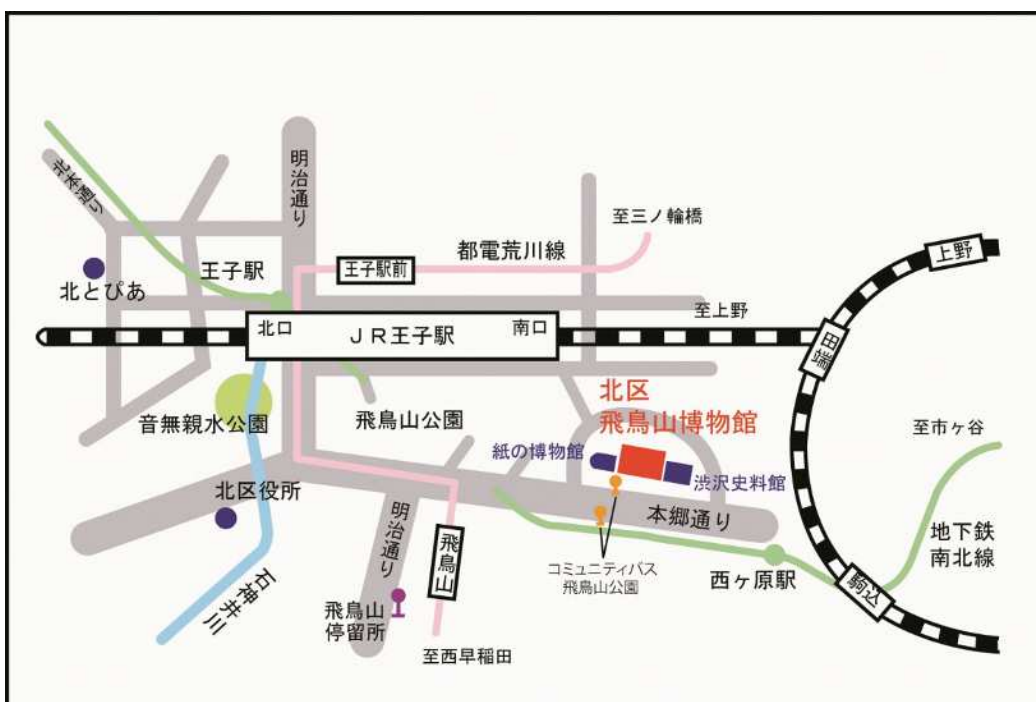 北本通り
北とぴあ
王子駅
明治通り
王子駅前
都電荒川線
至三ノ輪橋
上野
北口
JR王子駅
南口
至上野
田端
音無親水公園
飛鳥山公園
北区
飛鳥山博物館
紙の博物館
渋沢史料館
至市ヶ谷
北区役所
石神井川
明治通り
飛鳥山
飛鳥山
停留所
至西早稲田
本郷通り
コミュニティバス
飛鳥山公園
西ヶ原駅
駒込
地下鉄
南北線